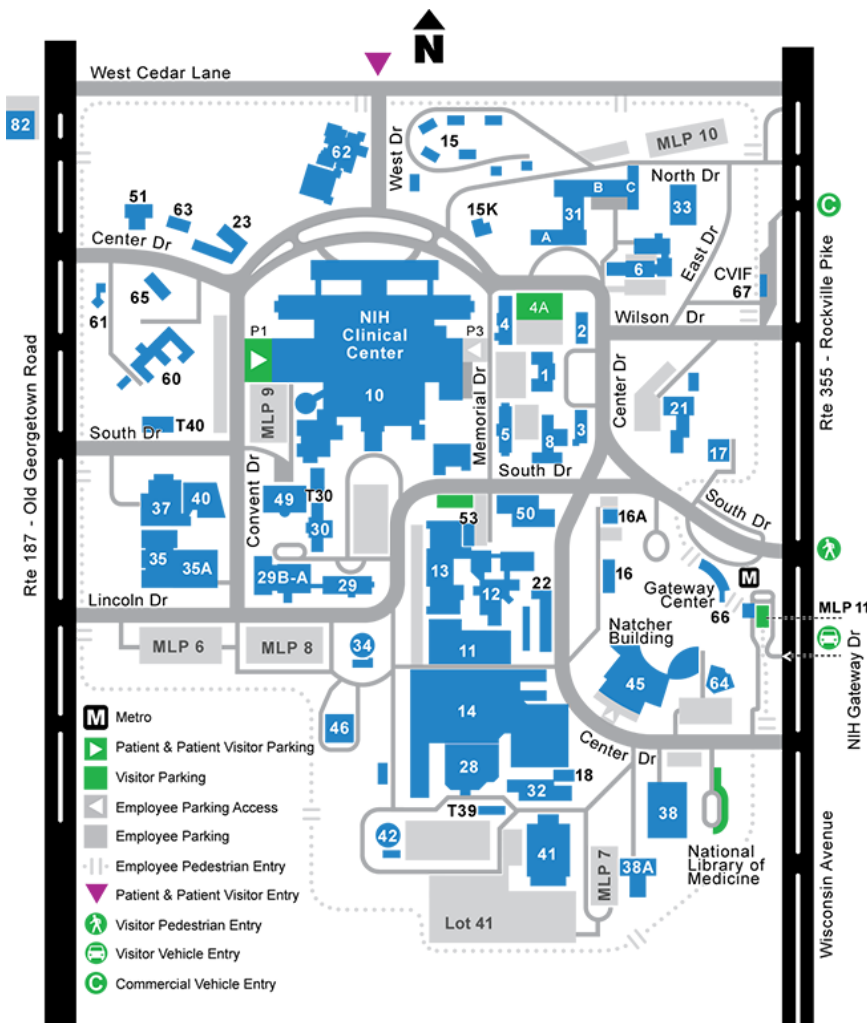 N
West Cedar Lane
82
62
West Dr
15
MLP 10
51
63
23
15K
B
C
31
A
North Dr
33
Center Dr
65
61
6
East Dr
CVIF
67
Wilson Dr
NIH
Clinical
Center
10
P1
P3
4
4A
2
1
60
MLP 9
Memorial Dr
Center Dr
21
T40
South Dr
5
8
3
17
South Dr
Convent Dr
49
T30
30
37
40
53
50
16A
South Dr
35
35A
29B-A
29
13
12
22
16
Gateway
Center
M
66
MLP 11
Lincoln Dr
Natcher
Building
MLP 6
MLP 8
34
11
45
64
46
14
Center Dr
28
18
32
38
T39
42
41
MLP 7
38A
National
Library of
Medicine
Lot 41
Rte 187 - Old Georgetown Road
Rte 355 - Rockville Pike
NIH Gateway Dr
Wisconsin Avenue
C
M Metro
Patient & Patient Visitor Parking
Visitor Parking
Employee Parking Access
Employee Parking
Employee Pedestrian Entry
Patient & Patient Visitor Entry
Visitor Pedestrian Entry
Visitor Vehicle Entry
C Commercial Vehicle Entry